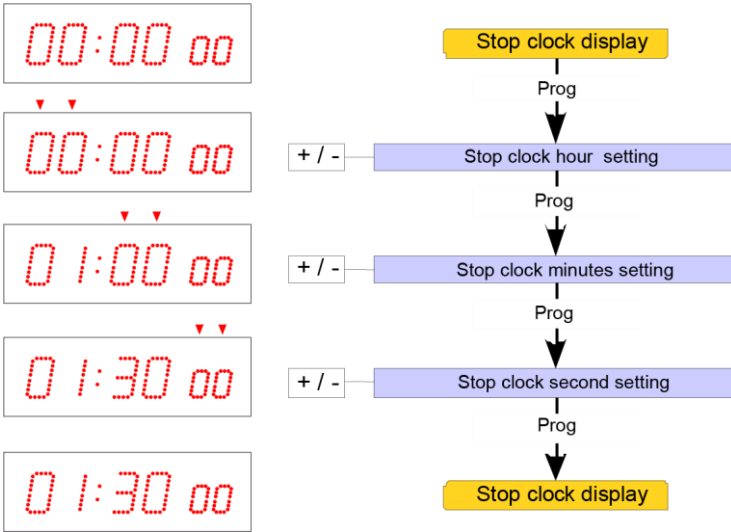 00:00 00
Stop clock display
Prog
00:00 00
+ / -
Stop clock hour setting
Prog
01:00 00
+ / -
Stop clock minutes setting
Prog
01:30 00
+ / -
Stop clock second setting
Prog
01:30 00
Stop clock display